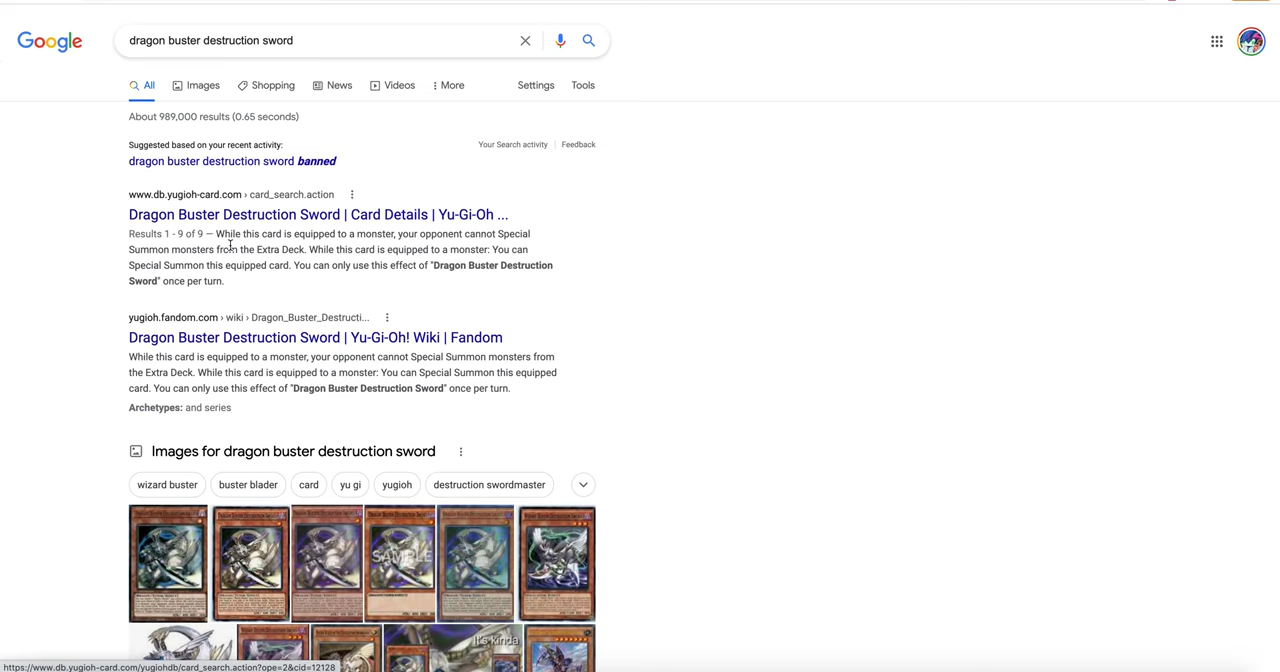 Google
dragon buster destruction sword
All Images Shopping News Videos More Settings Tools
About 989,000 results (0.65 seconds)
Suggested based on your recent activity: Your Search activity Feedback
dragon buster destruction sword banned
www.db.yugioh-card.com › card_search.action
Dragon Buster Destruction Sword | Card Details | Yu-Gi-Oh ...
Results 1 - 9 of 9 — While this card is equipped to a monster, your opponent cannot Special
Summon monsters from the Extra Deck. While this card is equipped to a monster: You can
Special Summon this equipped card. You can only use this effect of "Dragon Buster Destruction
Sword" once per turn.
yugioh.fandom.com › wiki › Dragon_Buster_Destructi...
Dragon Buster Destruction Sword | Yu-Gi-Oh! Wiki | Fandom
While this card is equipped to a monster, your opponent cannot Special Summon monsters from
the Extra Deck. While this card is equipped to a monster: You can Special Summon this equipped
card. You can only use this effect of "Dragon Buster Destruction Sword" once per turn.
Archetypes: and series
Images for dragon buster destruction sword
wizard buster buster blader card yu gi yugioh destruction swordmaster
SAMPLE
It's kinda
https://www.db.yugioh-card.com/yugiohdb/card_search.action?ope=2&cid=12128